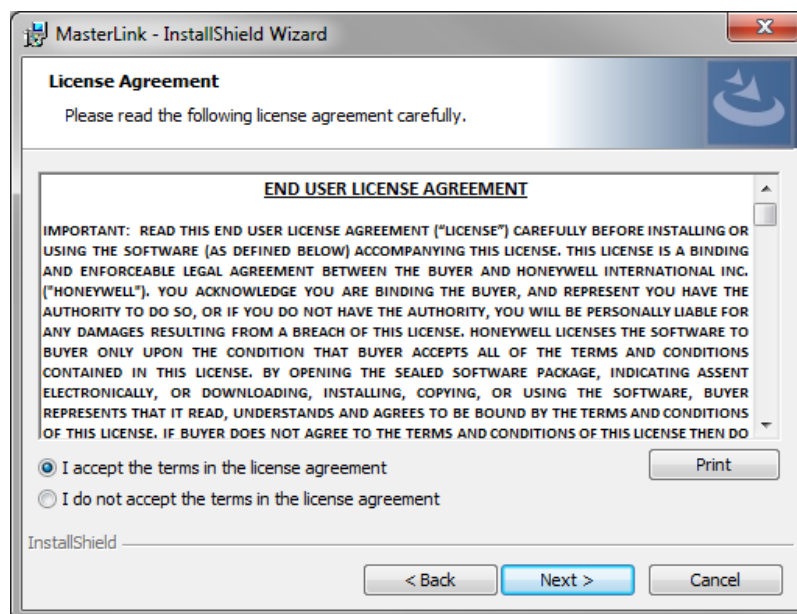 MasterLink - InstallShield Wizard
License Agreement
Please read the following license agreement carefully.
END USER LICENSE AGREEMENT
IMPORTANT: READ THIS END USER LICENSE AGREEMENT (“LICENSE”) CAREFULLY BEFORE INSTALLING OR
USING THE SOFTWARE (AS DEFINED BELOW) ACCOMPANYING THIS LICENSE. THIS LICENSE IS A BINDING
AND ENFORCEABLE LEGAL AGREEMENT BETWEEN THE BUYER AND HONEYWELL INTERNATIONAL INC.
("HONEYWELL"). YOU ACKNOWLEDGE YOU ARE BINDING THE BUYER, AND REPRESENT YOU HAVE THE
AUTHORITY TO DO SO, OR IF YOU DO NOT HAVE THE AUTHORITY, YOU WILL BE PERSONALLY LIABLE FOR
ANY DAMAGES RESULTING FROM A BREACH OF THIS LICENSE. HONEYWELL LICENSES THE SOFTWARE TO
BUYER ONLY UPON THE CONDITION THAT BUYER ACCEPTS ALL OF THE TERMS AND CONDITIONS
CONTAINED IN THIS LICENSE. BY OPENING THE SEALED SOFTWARE PACKAGE, INDICATING ASSENT
ELECTRONICALLY, OR DOWNLOADING, INSTALLING, COPYING, OR USING THE SOFTWARE, BUYER
REPRESENTS THAT IT READ, UNDERSTANDS AND AGREES TO BE BOUND BY THE TERMS AND CONDITIONS
OF THIS LICENSE. IF BUYER DOES NOT AGREE TO THE TERMS AND CONDITIONS OF THIS LICENSE THEN DO
I accept the terms in the license agreement
Print
I do not accept the terms in the license agreement
InstallShield
< Back
Next >
Cancel